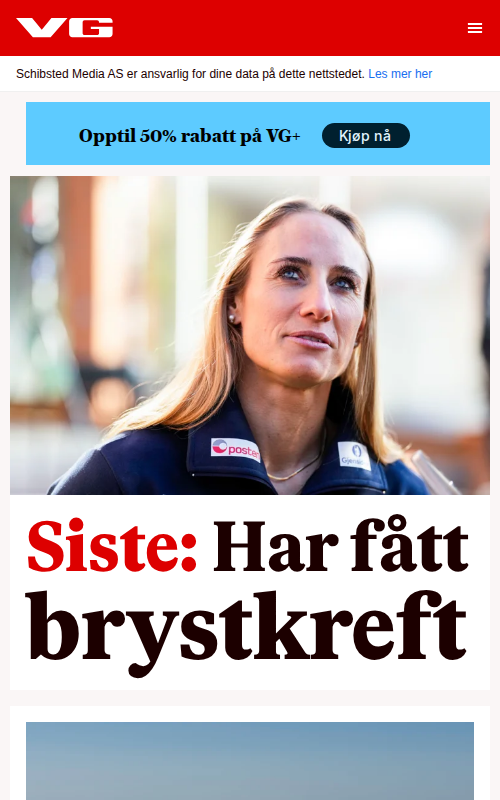 VG
Schibsted Media AS er ansvarlig for dine data på dette nettstedet. Les mer her
Opptil 50% rabatt på VG+ Kjøp nå
posten
Gjensidige
Siste: Har fått
brystkreft